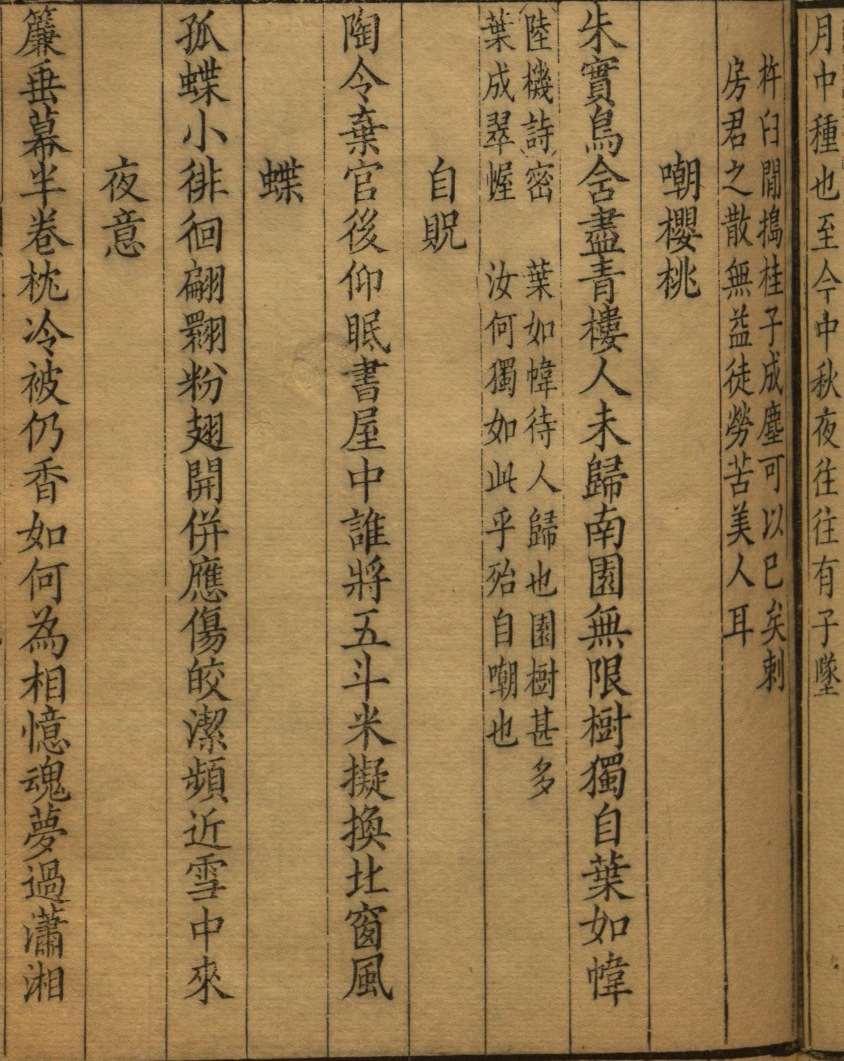 月中種也至今中秋夜往往有子墜
杵臼閒搗桂子成塵可以已矣刺
房君之散無益徒勞苦美人耳
嘲櫻桃
朱實鳥含盡青樓人未歸南園無限樹獨自葉如幃
陸機詩密 葉如幃待人歸也園樹甚多
葉成翠幄 汝何獨如此乎殆自嘲也
自貺
陶令棄官後仰眠書屋中誰將五斗米擬換北窗風
蝶
孤蝶小徘徊翩翾粉翅開併應傷皎潔頻近雪中來
夜意
簾垂幕半卷枕冷被仍香如何為相憶魂夢過瀟湘